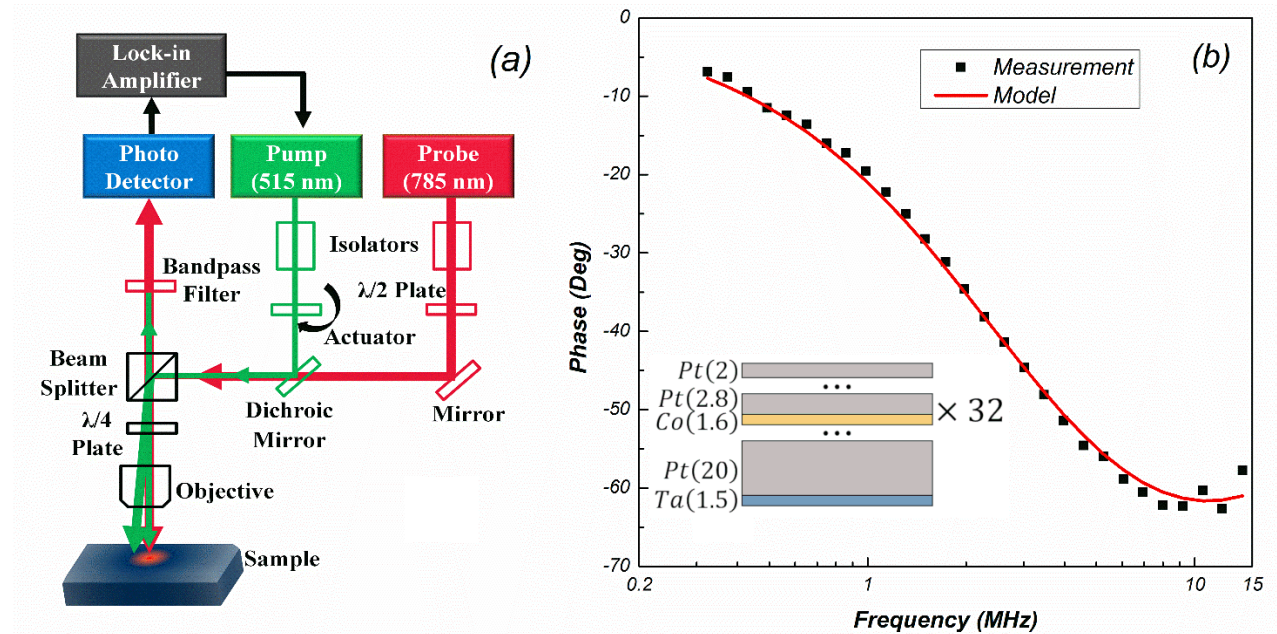 (a)
Lock-in
Amplifier
Photo
Detector
Pump
(515 nm)
Probe
(785 nm)
Isolators
Bandpass
Filter
λ/2 Plate
Actuator
Beam
Splitter
Dichroic
Mirror
Mirror
λ/4
Plate
Objective
Sample
(b)
Measurement
Model
0
-10
-20
-30
-40
-50
-60
-70
Phase (Deg)
Pt(2)
•••
Pt(2.8)
Co(1.6)
× 32
•••
Pt(20)
Ta(1.5)
0.2
1
10
15
Frequency (MHz)